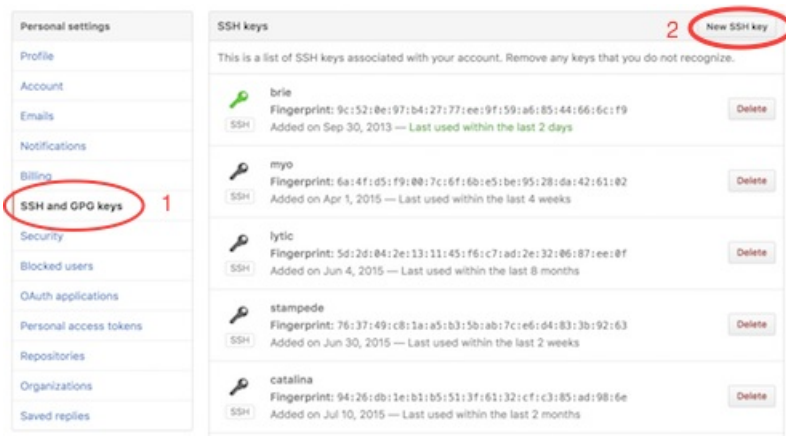 Personal settings
Profile
Account
Emails
Notifications
Billing
SSH and GPG keys
1
Security
Blocked users
OAuth applications
Personal access tokens
Repositories
Organizations
Saved replies
SSH keys
2
New SSH key
This is a list of SSH keys associated with your account. Remove any keys that you do not recognize.
brie
Fingerprint: 9c:52:0e:97:b4:27:77:ee:9f:59:a6:85:44:66:6c:f9
SSH
Added on Sep 30, 2013 — Last used within the last 2 days
Delete
myo
Fingerprint: 6a:4f:d5:f9:00:7c:6f:6b:e5:be:95:28:da:42:61:02
SSH
Added on Apr 1, 2015 — Last used within the last 4 weeks
Delete
lytic
Fingerprint: 5d:2d:04:2e:13:11:45:f6:c7:ad:2e:32:06:87:ee:0f
SSH
Added on Jun 4, 2015 — Last used within the last 8 months
Delete
stampede
Fingerprint: 76:37:49:c8:1a:a5:b3:5b:ab:7c:e6:d4:83:3b:92:63
SSH
Added on Jun 30, 2015 — Last used within the last 2 weeks
Delete
catalina
Fingerprint: 94:26:db:1e:b1:b5:51:3f:61:32:cf:c3:85:ad:98:6e
SSH
Added on Jul 10, 2015 — Last used within the last 2 months
Delete